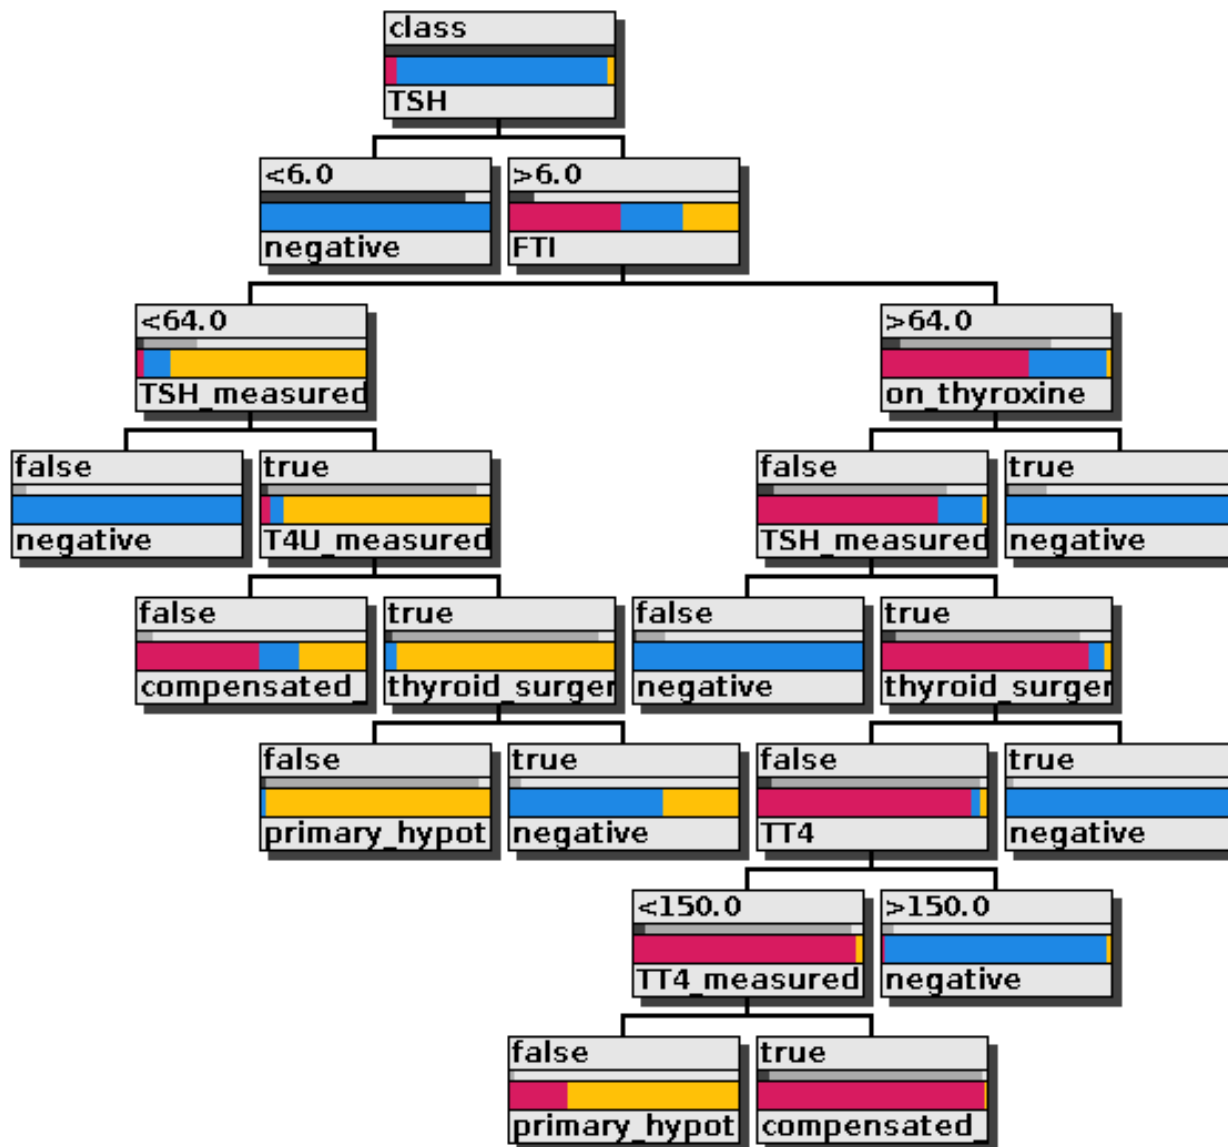 class
TSH
<6.0
negative
>6.0
FTI
<64.0
TSH_measured
>64.0
on_thyroxine
false
negative
true
T4U_measured
false
TSH_measured
true
negative
false
compensated_
true
thyroid_surger
false
negative
true
thyroid_surger
false
primary_hypot
true
negative
false
TT4
true
negative
<150.0
TT4_measured
>150.0
negative
false
primary_hypot
true
compensated_